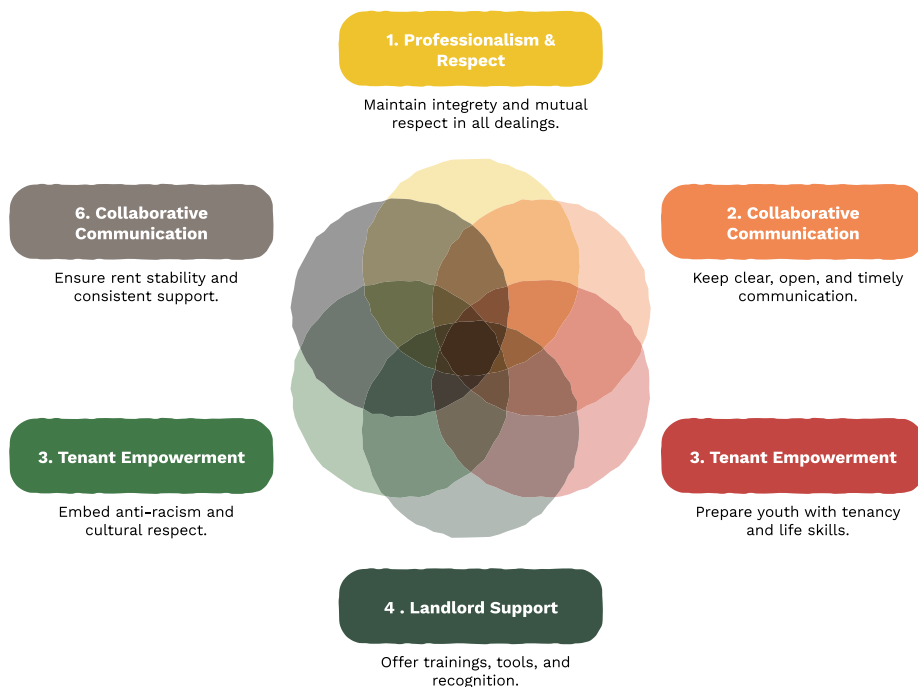 1. Professionalism &
Respect
Maintain integrety and mutual
respect in all dealings.
6. Collaborative
Communication
Ensure rent stability and
consistent support.
2. Collaborative
Communication
Keep clear, open, and timely
communication.
3. Tenant Empowerment
Embed anti-racism and
cultural respect.
3. Tenant Empowerment
Prepare youth with tenancy
and life skills.
4 . Landlord Support
Offer trainings, tools, and
recognition.